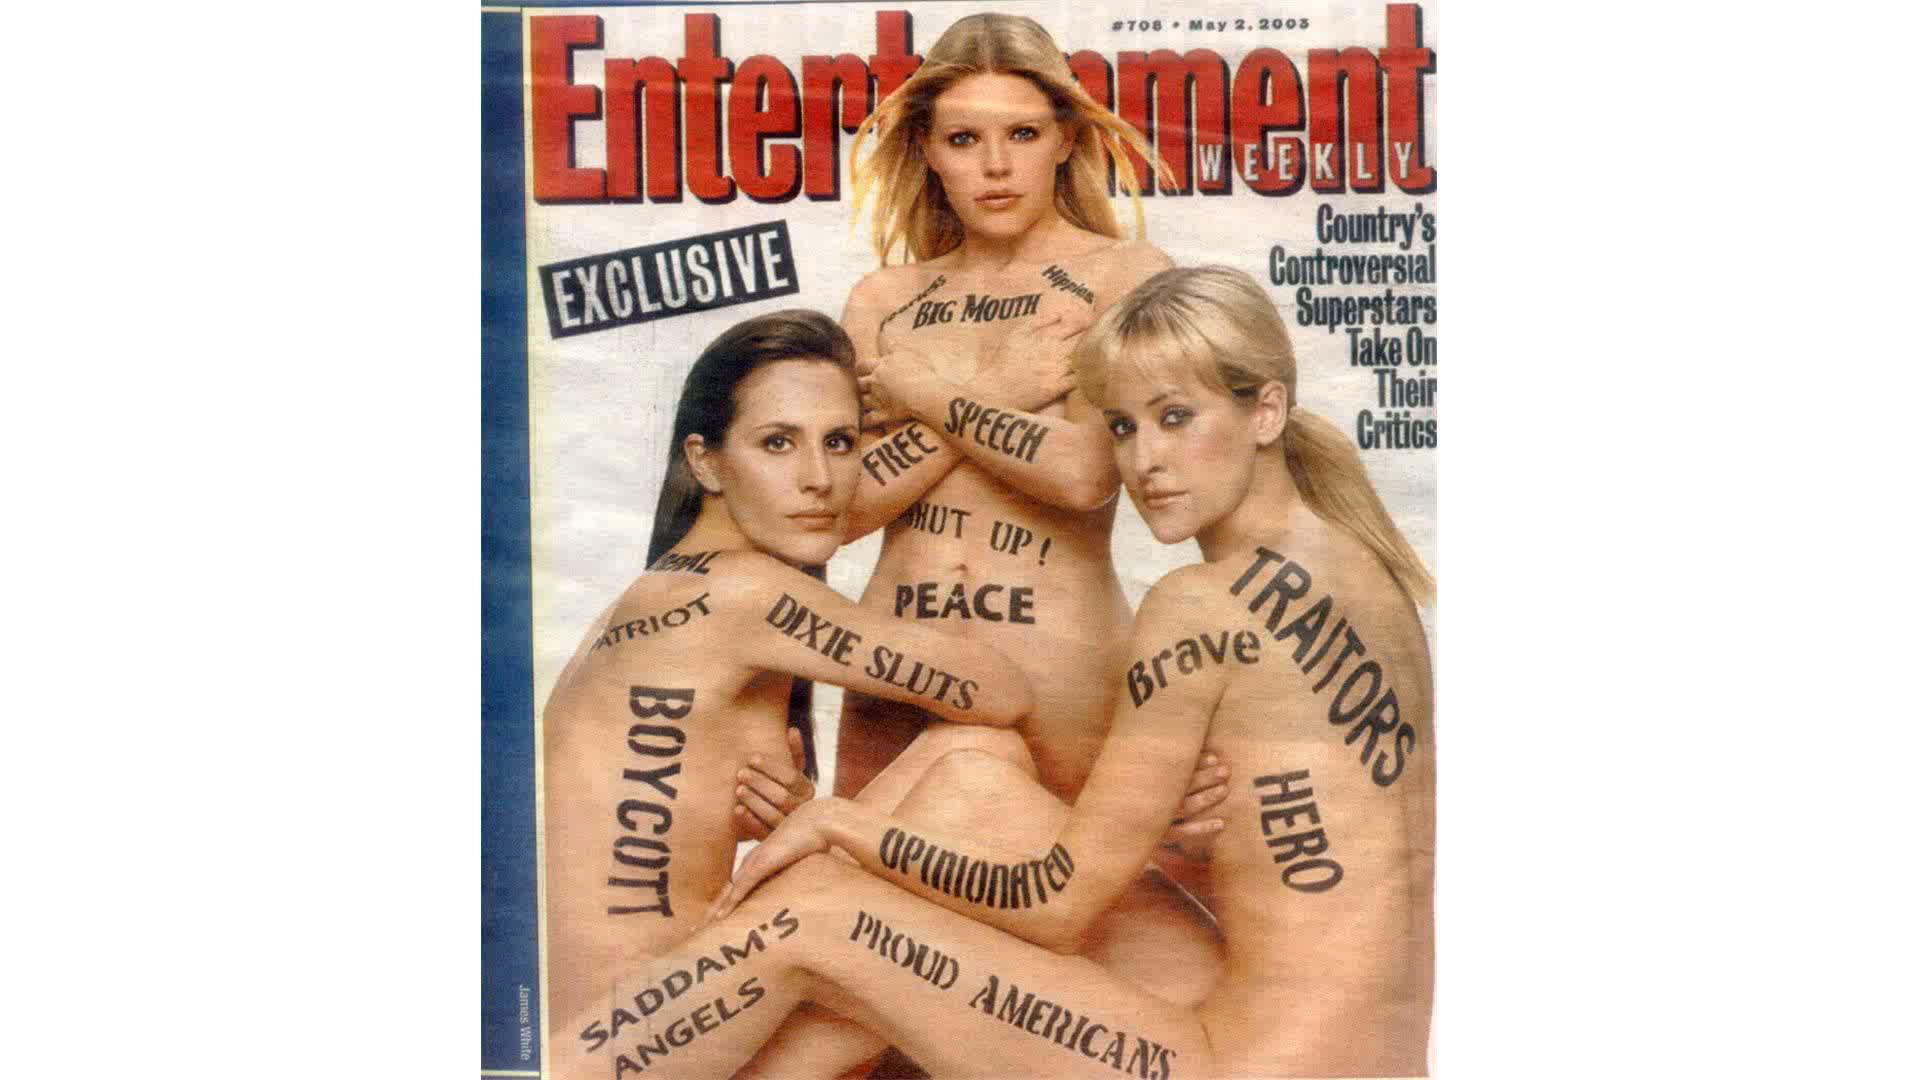 #708 • May 2, 2003
Entertainment
WEEKLY
EXCLUSIVE
Country's
Controversial
Superstars
Take On
Their
Critics
Hippies
BIG MOUTH
FREE SPEECH
SHUT UP!
PEACE
PATRIOT
DIXIE SLUTS
BOYCOTT
TRAITORS
Brave
HERO
OPINIONATED
SADDAM'S
ANGELS
PROUD AMERICANS
James White